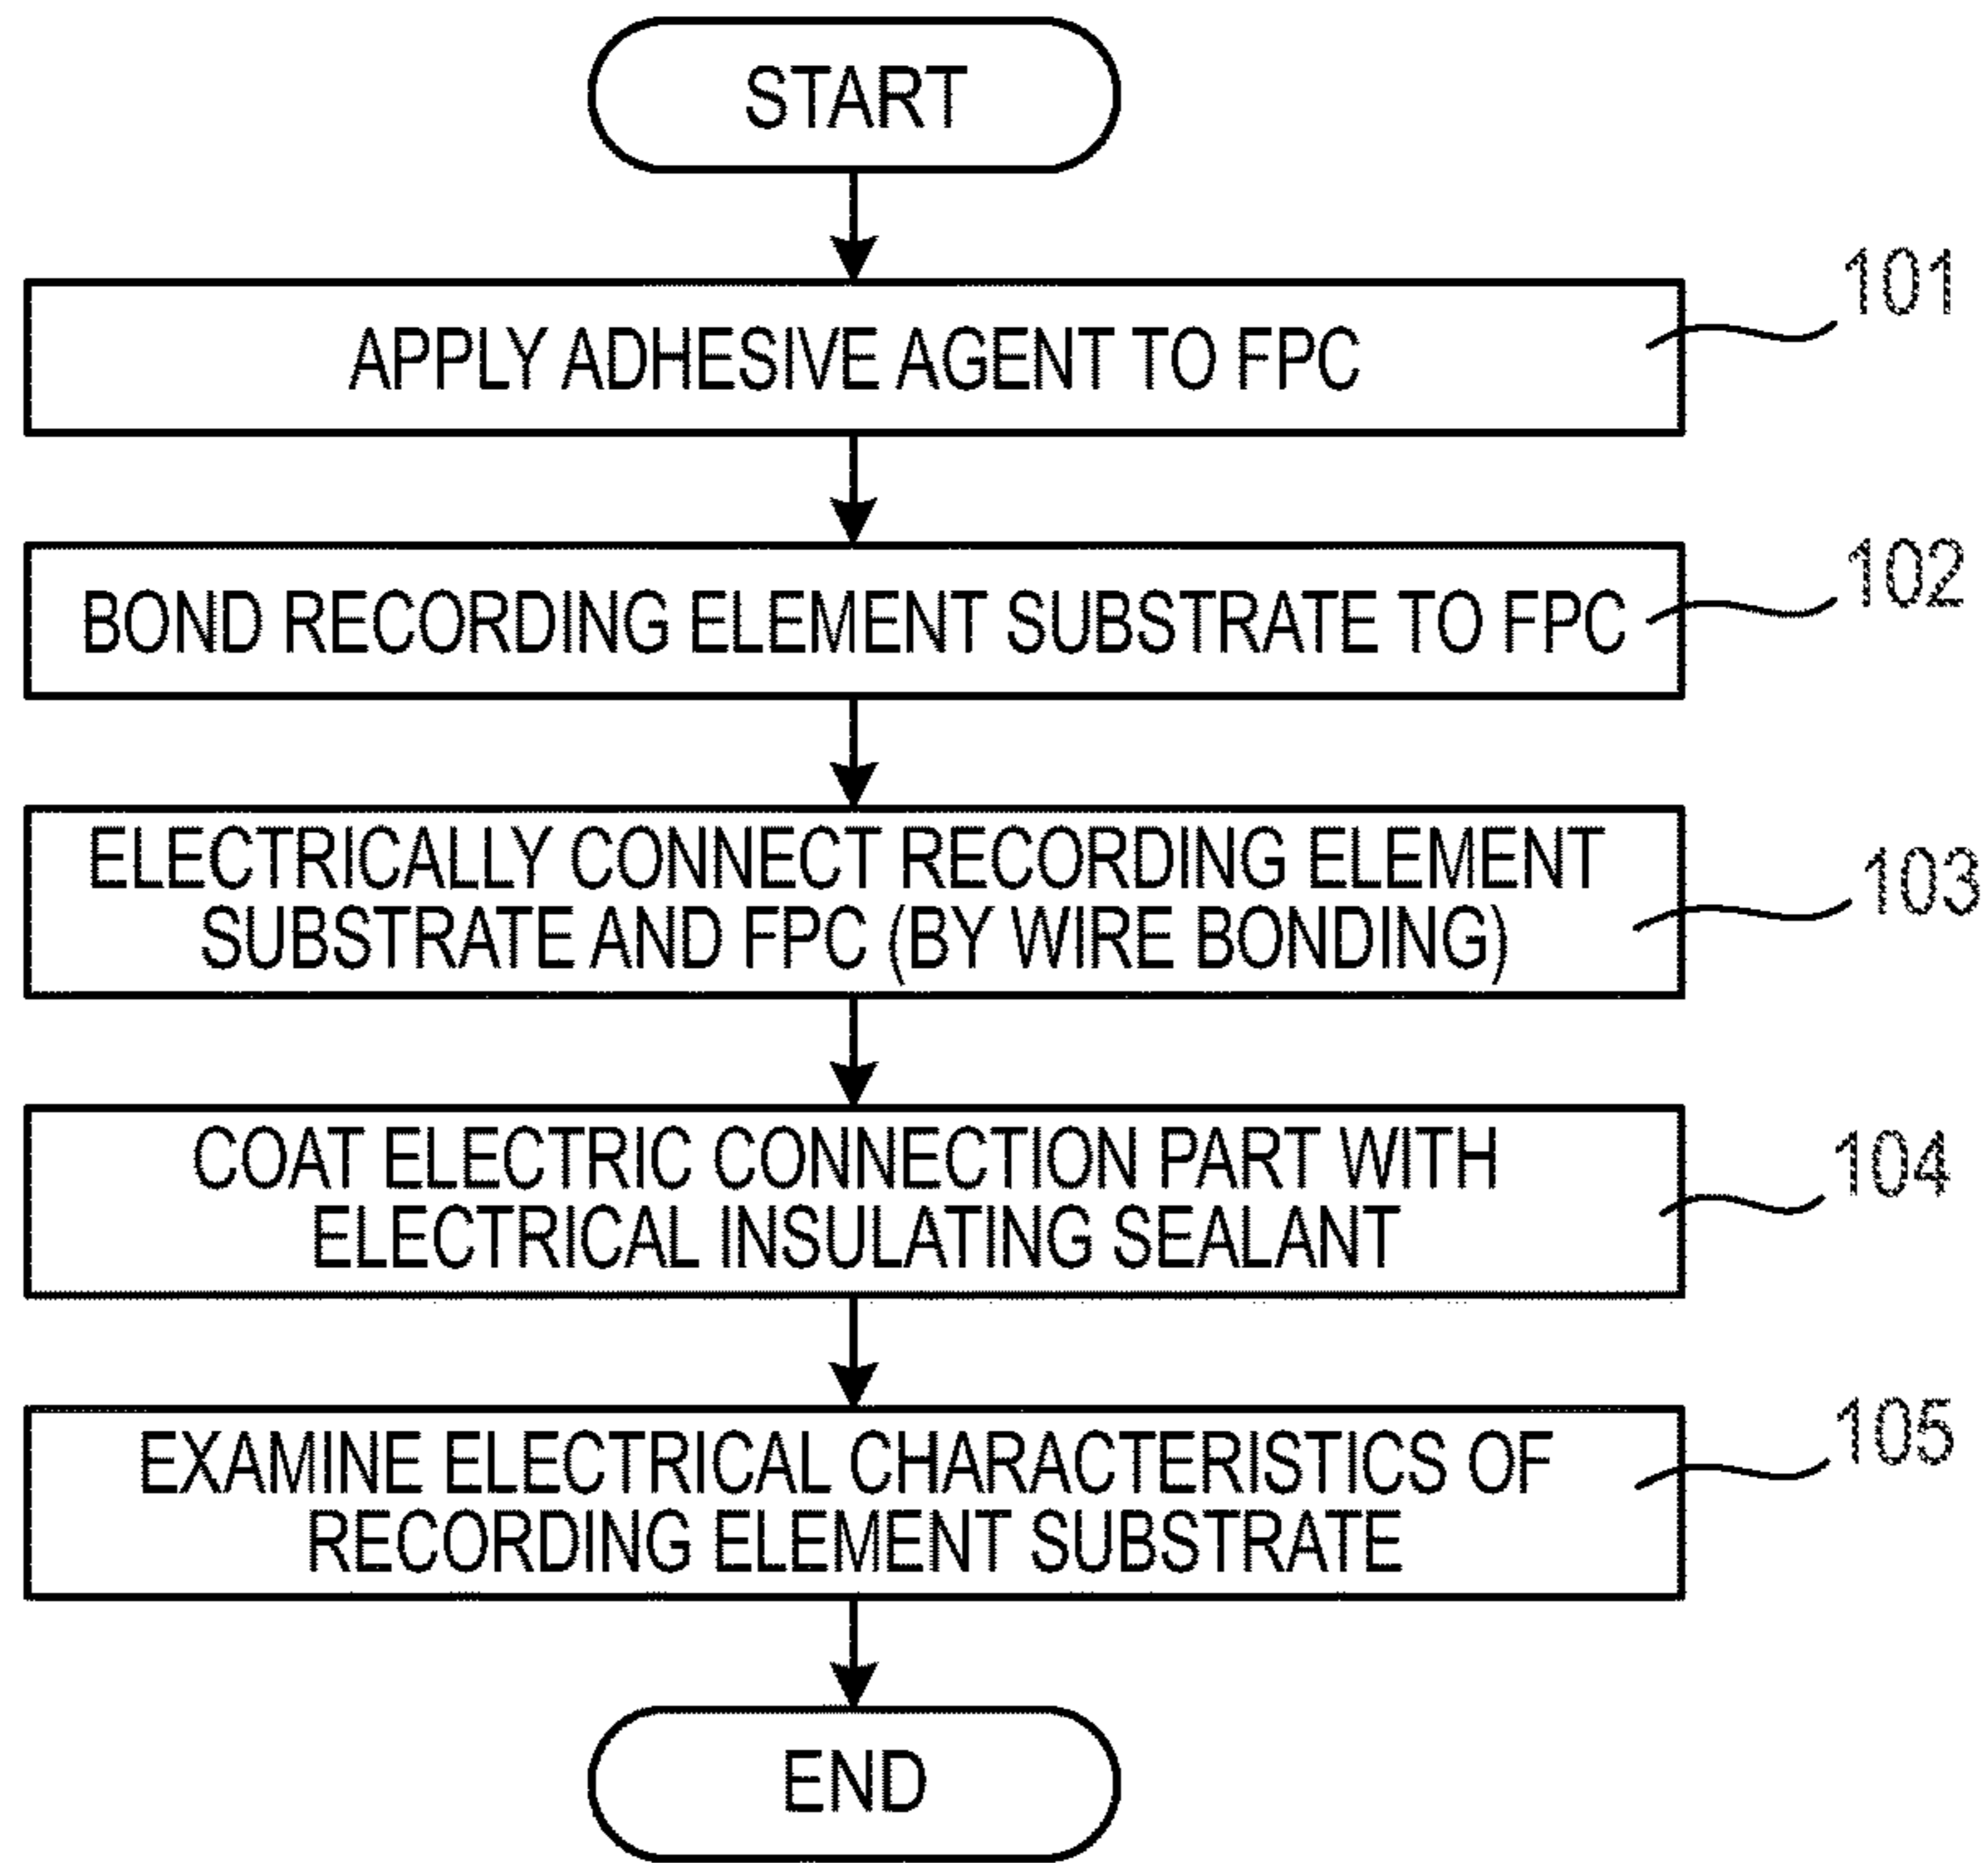 START
101
APPLY ADHESIVE AGENT TO FPC
102
BOND RECORDING ELEMENT SUBSTRATE TO FPC
103
ELECTRICALLY CONNECT RECORDING ELEMENT
SUBSTRATE AND FPC (BY WIRE BONDING)
104
COAT ELECTRIC CONNECTION PART WITH
ELECTRICAL INSULATING SEALANT
105
EXAMINE ELECTRICAL CHARACTERISTICS OF
RECORDING ELEMENT SUBSTRATE
END